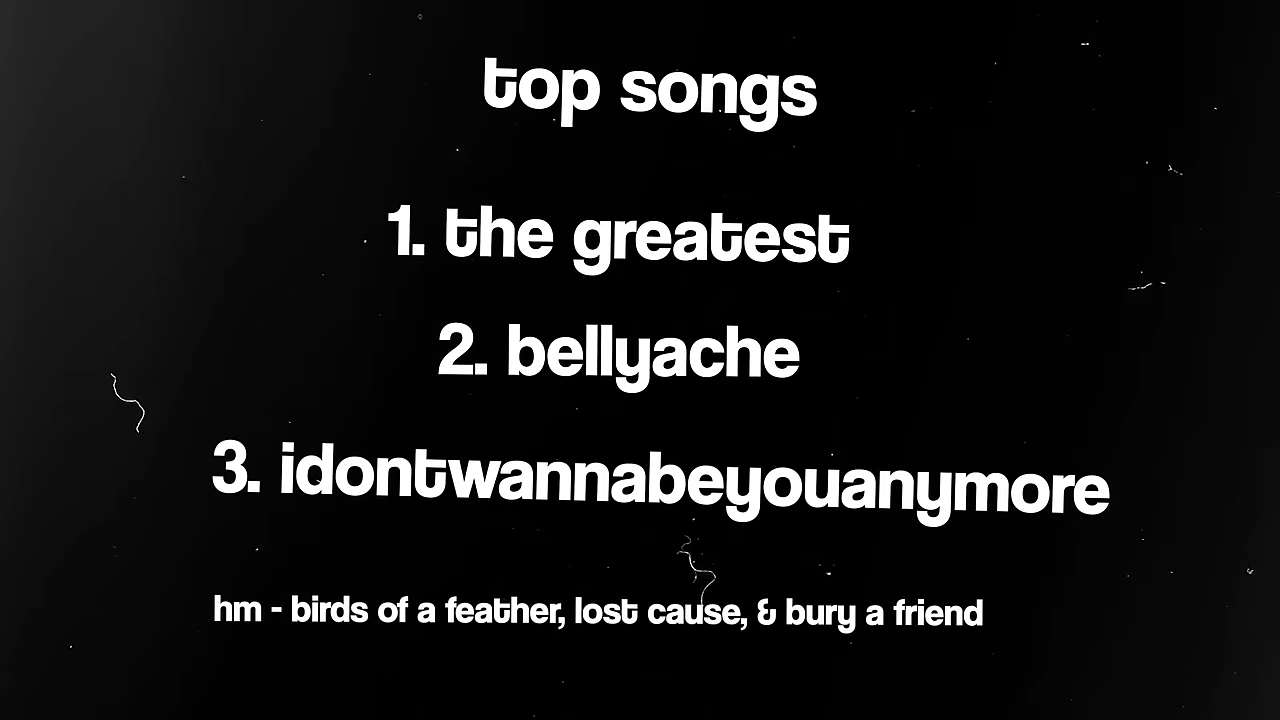 top songs
1. the greatest
2. bellyache
3. idontwannabeyouanymore
hm - birds of a feather, lost cause, & bury a friend